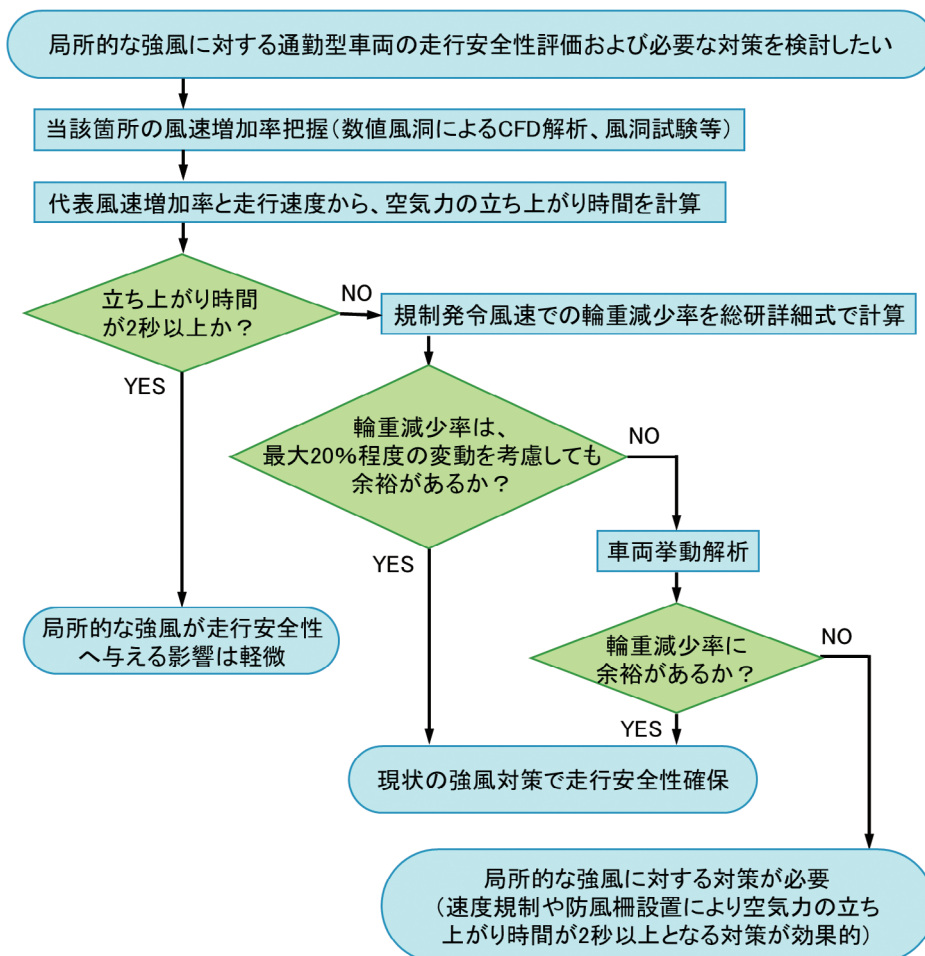 局所的な強風に対する通勤型車両の走行安全性評価および必要な対策を検討したい
当該箇所の風速増加率把握（数値風洞によるCFD解析、風洞試験等）
代表風速増加率と走行速度から、空気力の立ち上がり時間を計算
立ち上がり時間
が2秒以上か？
NO
規制発令風速での輪重減少率を総研詳細式で計算
YES
輪重減少率は、
最大20％程度の変動を考慮しても
余裕があるか？
NO
YES
車両挙動解析
局所的な強風が走行安全性
へ与える影響は軽微
輪重減少率に
余裕があるか？
NO
YES
現状の強風対策で走行安全性確保
局所的な強風に対する対策が必要
（速度規制や防風柵設置により空気力の立ち
上がり時間が2秒以上となる対策が効果的）